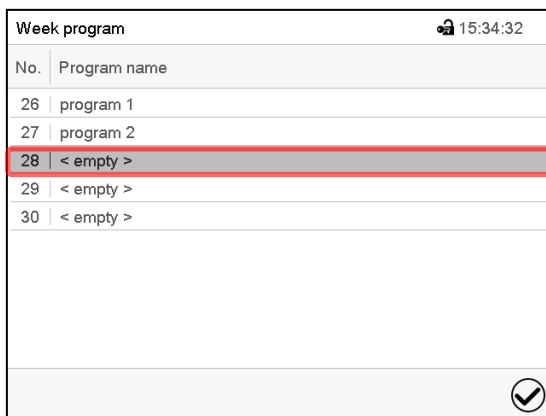 Week program 15:34:32
No. Program name
26 program 1
27 program 2
28 < empty >
29 < empty >
30 < empty >